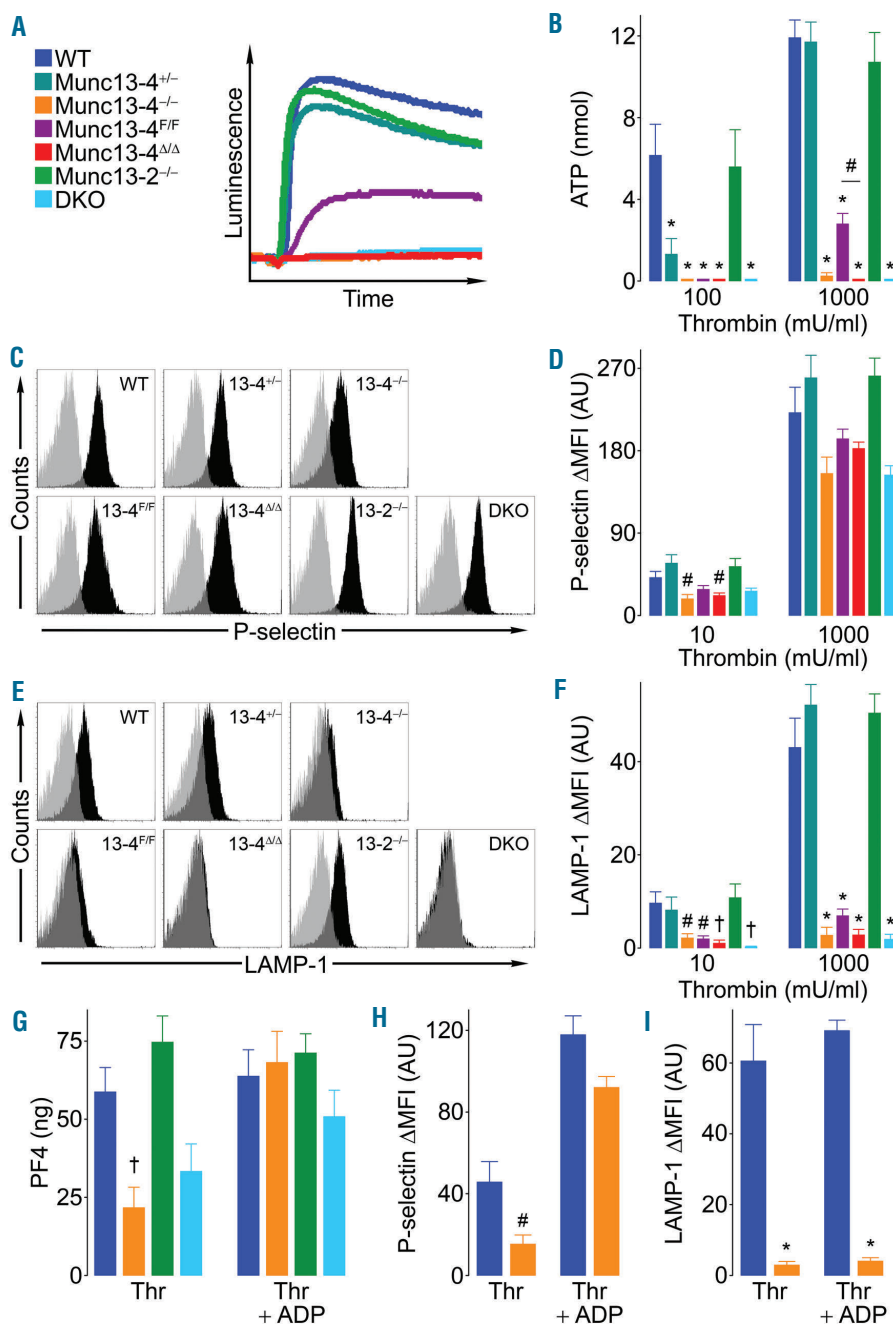 A
WT
Munc13-4+/–
Munc13-4–/–
Munc13-4F/F
Munc13-4Δ/Δ
Munc13-2–/–
DKO
Luminescence
Time
B
ATP (nmol)
12
8
4
0
* * * * *
* * # * *
100 1000
Thrombin (mU/ml)
C
Counts
WT 13-4+/– 13-4–/–
13-4F/F 13-4Δ/Δ 13-2–/– DKO
P-selectin
D
P-selectin ΔMFI (AU)
270
180
90
0
# #
10 1000
Thrombin (mU/ml)
E
Counts
WT 13-4+/– 13-4–/–
13-4F/F 13-4Δ/Δ 13-2–/– DKO
LAMP-1
F
LAMP-1 ΔMFI (AU)
40
20
0
# # † †
* * * *
10 1000
Thrombin (mU/ml)
G
PF4 (ng)
75
50
25
0
†
Thr Thr
+ ADP
H
P-selectin ΔMFI (AU)
120
80
40
0
#
Thr Thr
+ ADP
I
LAMP-1 ΔMFI (AU)
60
40
20
0
* *
Thr Thr
+ ADP